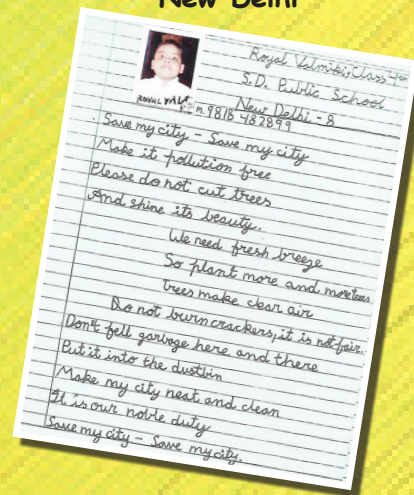 New Delhi
Royal Valmiki, Class-
S.D. Public School
New Delhi - 8
ROYAL VAL
m 9818 482899
Save my city - Save my city
Make it pollution free
Please do not cut trees
And shine its beauty.
We need fresh breeze
So plant more and more trees
trees make clear air
Do not burn crackers, it is not fair.
Don't fell garbage here and there
Put it into the dustbin
Make my city neat and clean
It is our noble duty
Save my city - Save my city.